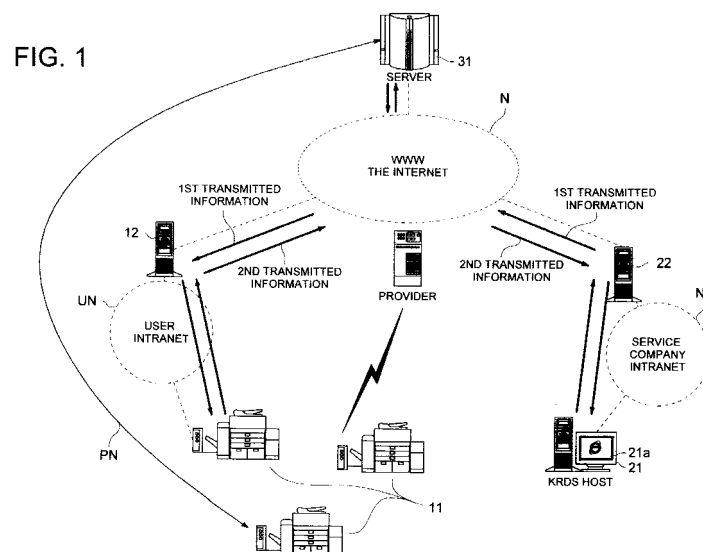 FIG. 1
31
SERVER
N
WWW
THE INTERNET
1ST TRANSMITTED
INFORMATION
2ND TRANSMITTED
INFORMATION
12
PROVIDER
1ST TRANSMITTED
INFORMATION
2ND TRANSMITTED
INFORMATION
22
UN
USER
INTRANET
N
SERVICE
COMPANY
INTRANET
PN
11
21a
21
KRDS HOST